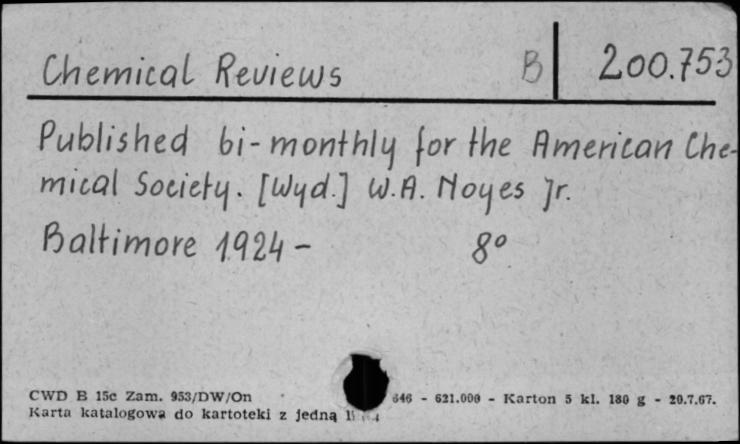 Chemical Reviews B 200.753
Published bi-monthly for the American Che-
mical Society. [Wyd.] W.A. Noyes Jr.
Baltimore 1924 - 8º
CWD B 15c Zam. 953/DW/On 646 - 621.000 - Karton 5 kl. 180 g - 20.7.67.
Karta katalogowa do kartoteki z jedną